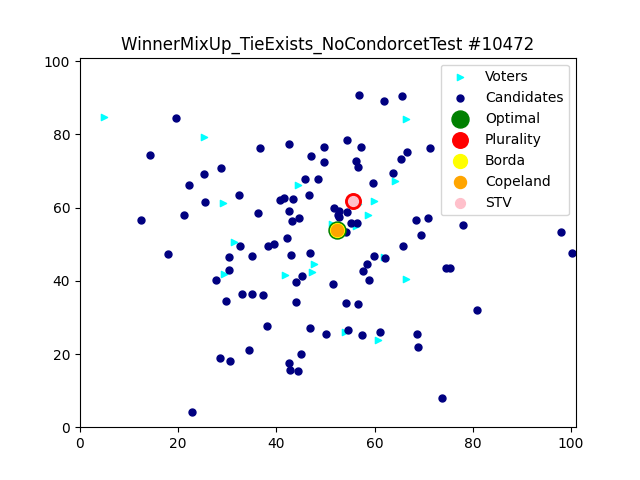 WinnerMixUp_TieExists_NoCondorcetTest #10472
100
80
60
40
20
0
0
20
40
60
80
100
Voters
Candidates
Optimal
Plurality
Borda
Copeland
STV